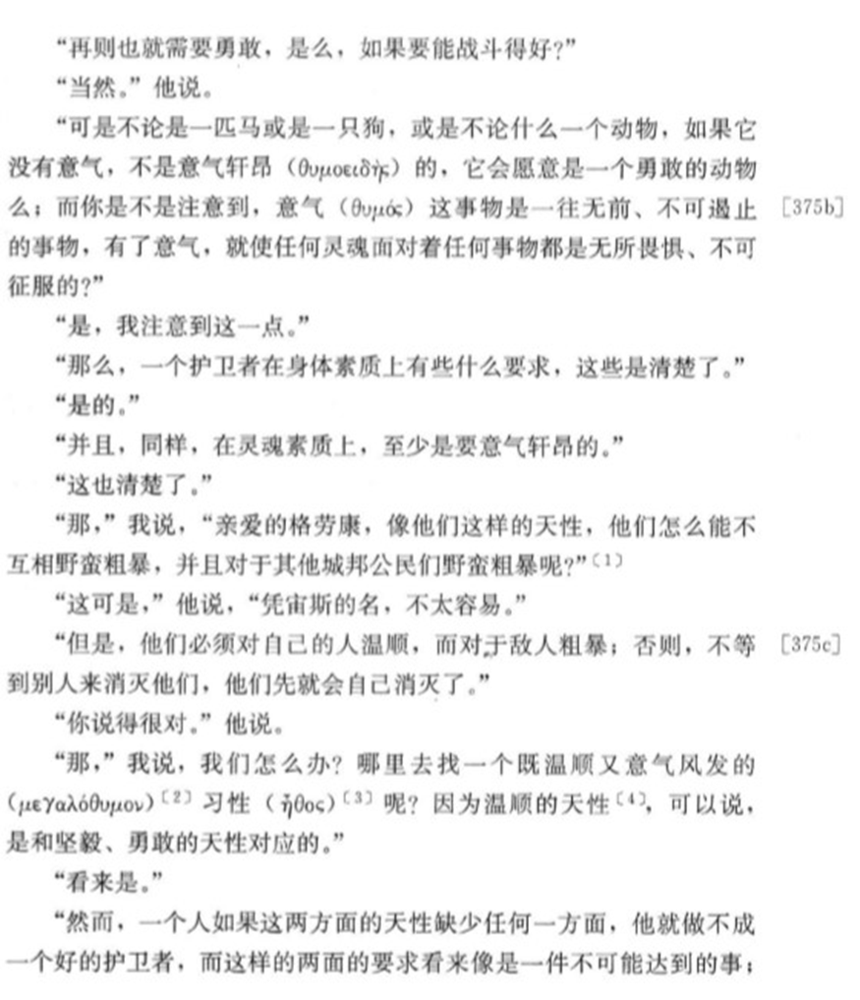 “再则也就需要勇敢，是么，如果要能战斗得好？”
“当然。”他说。
“可是不论是一匹马或是一只狗，或是不论什么一个动物，如果它
没有意气，不是意气轩昂（θυμοειδὴς）的，它会愿意是一个勇敢的动物
么；而你是不是注意到，意气（θυμός）这事物是一往无前、不可遏止 [375b]
的事物，有了意气，就使任何灵魂面对着任何事物都是无所畏惧、不可
征服的？”
“是，我注意到这一点。”
“那么，一个护卫者在身体素质上有些什么要求，这些是清楚了。”
“是的。”
“并且，同样，在灵魂素质上，至少是要意气轩昂的。”
“这也清楚了。”
“那，”我说，“亲爱的格劳康，像他们这样的天性，他们怎么能不
互相野蛮粗暴，并且对于其他城邦公民们野蛮粗暴呢？”〔1〕
“这可是，”他说，“凭宙斯的名，不太容易。”
“但是，他们必须对自己的人温顺，而对于敌人粗暴；否则，不等 [375c]
到别人来消灭他们，他们先就会自己消灭了。”
“你说得很对。”他说。
“那，”我说，我们怎么办？哪里去找一个既温顺又意气风发的
(μεγαλόθυμον)〔2〕习性（ἦθος）〔3〕呢？因为温顺的天性〔4〕，可以说，
是和坚毅、勇敢的天性对应的。”
“看来是。”
“然而，一个人如果这两方面的天性缺少任何一方面，他就做不成
一个好的护卫者，而这样的两面的要求看来像是一件不可能达到的事；